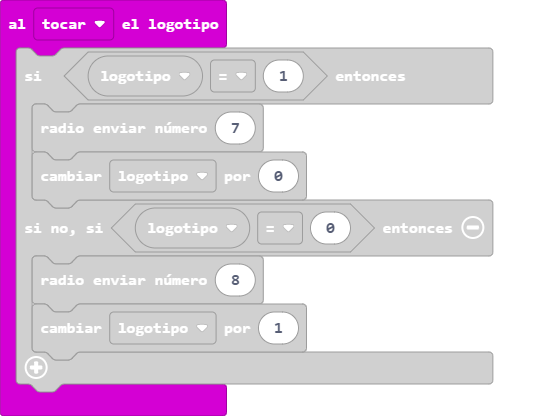 al tocar el logotipo
si logotipo = 1 entonces
radio enviar número 7
cambiar logotipo por 0
si no, si logotipo = 0 entonces
radio enviar número 8
cambiar logotipo por 1